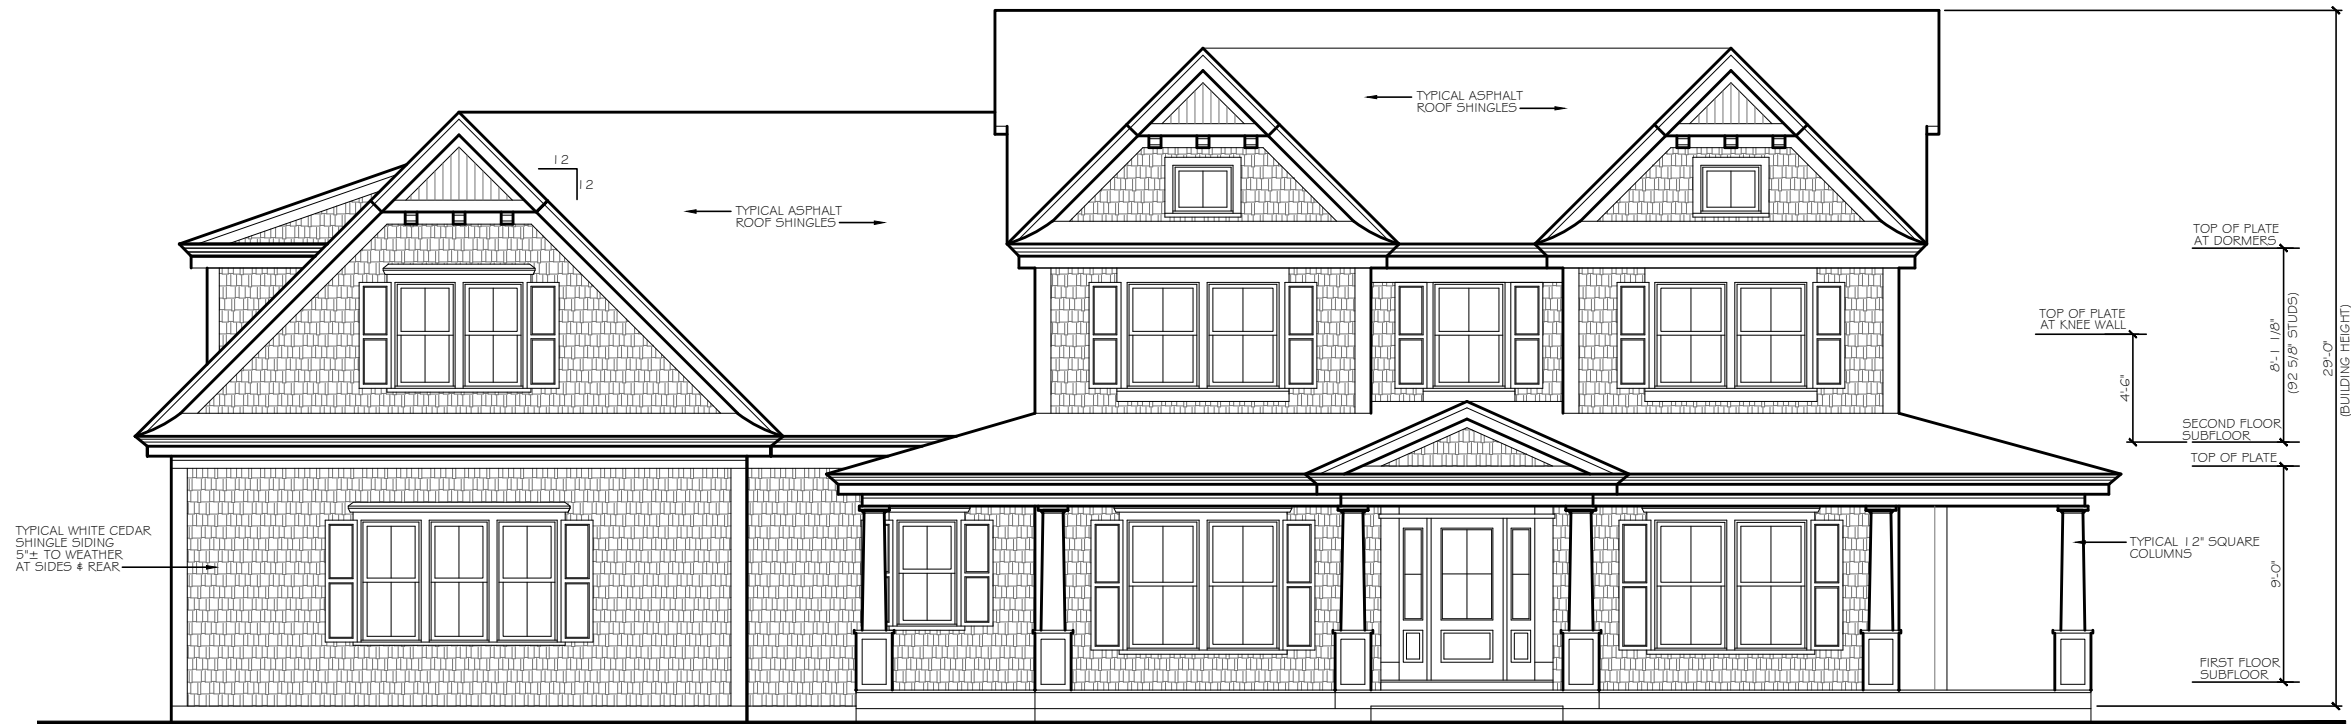 TYPICAL ASPHALT
ROOF SHINGLES
12
12
TYPICAL ASPHALT
ROOF SHINGLES
TOP OF PLATE
AT DORMERS
TOP OF PLATE
AT KNEE WALL
8'-1 1/8"
(92 5/8" STUDS)
29'-0"
(BUILDING HEIGHT)
4'-6"
SECOND FLOOR
SUBFLOOR
TOP OF PLATE
TYPICAL WHITE CEDAR
SHINGLE SIDING
5"± TO WEATHER
AT SIDES & REAR
TYPICAL 12" SQUARE
COLUMNS
9'-0"
FIRST FLOOR
SUBFLOOR